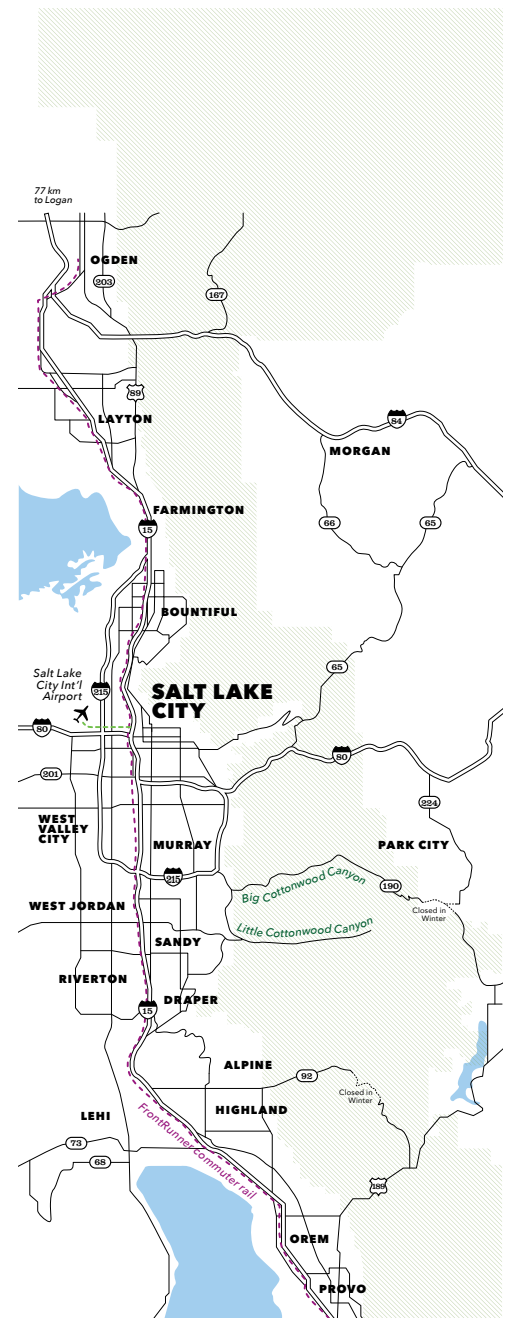 77 km
to Logan
OGDEN
203
167
89
LAYTON
84
MORGAN
FARMINGTON
15
66
65
BOUNTIFUL
65
Salt Lake
City Int'l
Airport
215
SALT LAKE
CITY
80
80
201
224
WEST
VALLEY
CITY
MURRAY
PARK CITY
215
Big Cottonwood Canyon
190
WEST JORDAN
Closed in
Winter
Little Cottonwood Canyon
SANDY
RIVERTON
DRAPER
15
ALPINE
92
Closed in
Winter
LEHI
HIGHLAND
FrontRunner commuter rail
73
68
189
OREM
PROVO